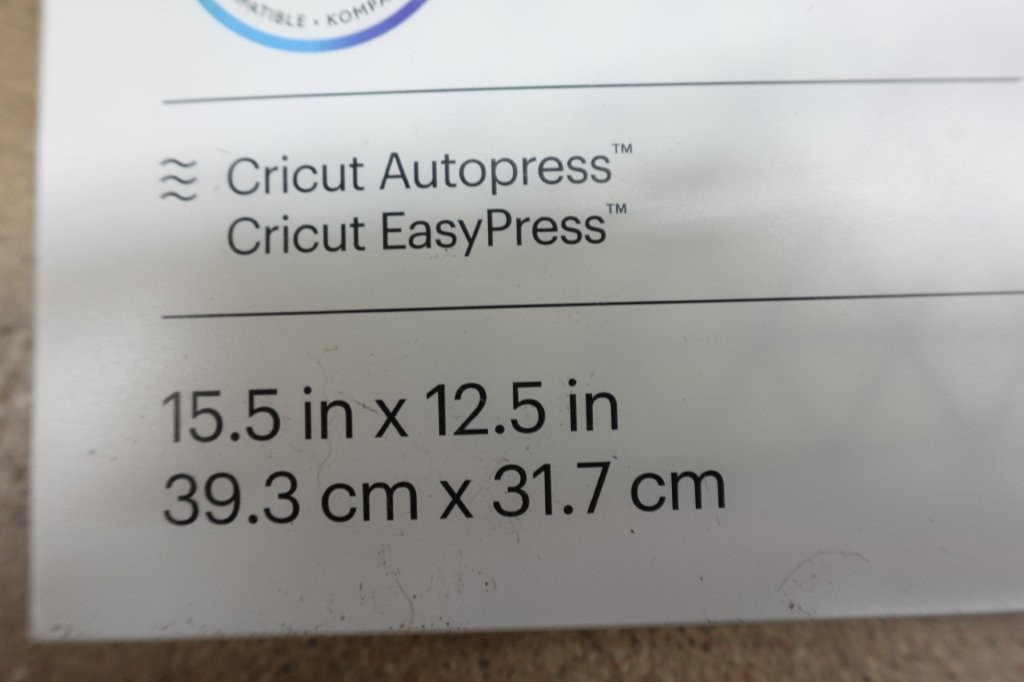 Cricut Autopress™
Cricut EasyPress™
15.5 in x 12.5 in
39.3 cm x 31.7 cm